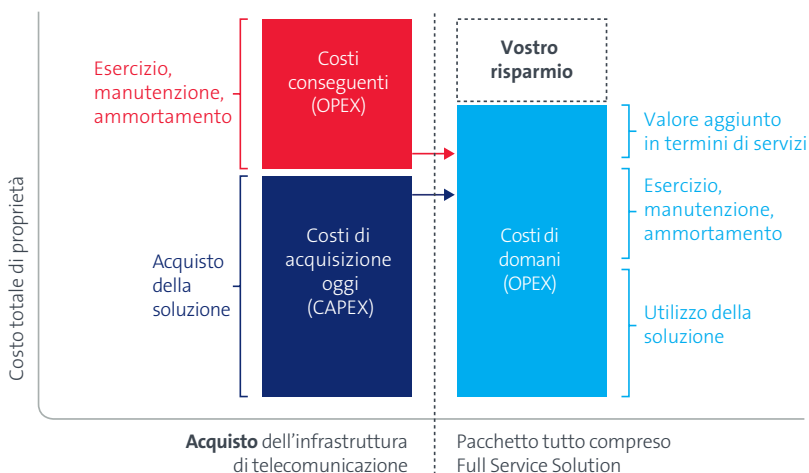 Costo totale di proprietà
Esercizio,
manutenzione,
ammortamento
Costi
conseguenti
(OPEX)
Acquisto
della
soluzione
Costi di
acquisizione
oggi
(CAPEX)
Vostro
risparmio
Costi di
domani
(OPEX)
Valore aggiunto
in termini di servizi
Esercizio,
manutenzione,
ammortamento
Utilizzo della
soluzione
Acquisto dell'infrastruttura
di telecomunicazione
Pacchetto tutto compreso
Full Service Solution